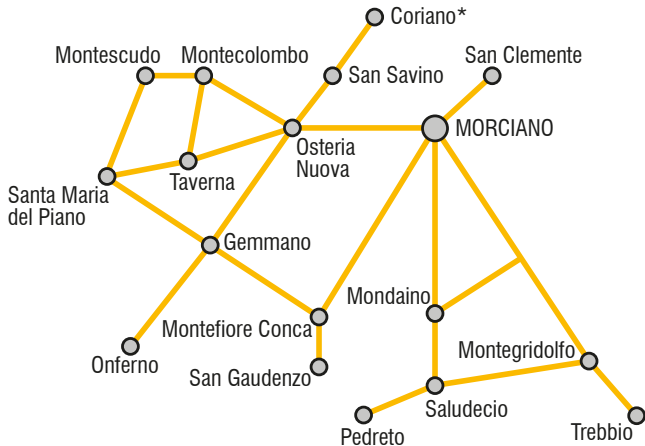 Coriano*
Montescudo
Montecolombo
San Clemente
San Savino
MORCIANO
Osteria
Nuova
Taverna
Santa Maria
del Piano
Gemmano
Mondaino
Montefiore Conca
Montegridolfo
Onferno
San Gaudenzo
Saludecio
Pedreto
Trebbio